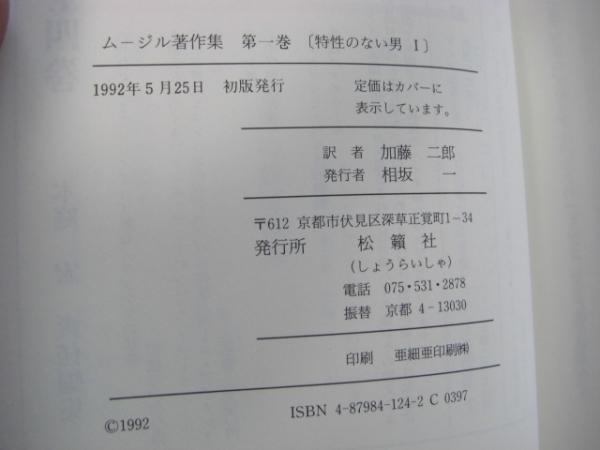 ムージル著作集 第一巻 〔特性のない男 Ⅰ〕
1992年5月25日 初版発行
定価はカバーに
表示しています。
訳者 加藤 二郎
発行者 相坂 一
〒612 京都市伏見区深草正覚町1−34
発行所 松籟社
(しょうらいしゃ)
電話 075・531・2878
振替 京都 4−13030
印刷 亜細亜印刷㈱
©1992
ISBN 4-87984-124-2 C 0397